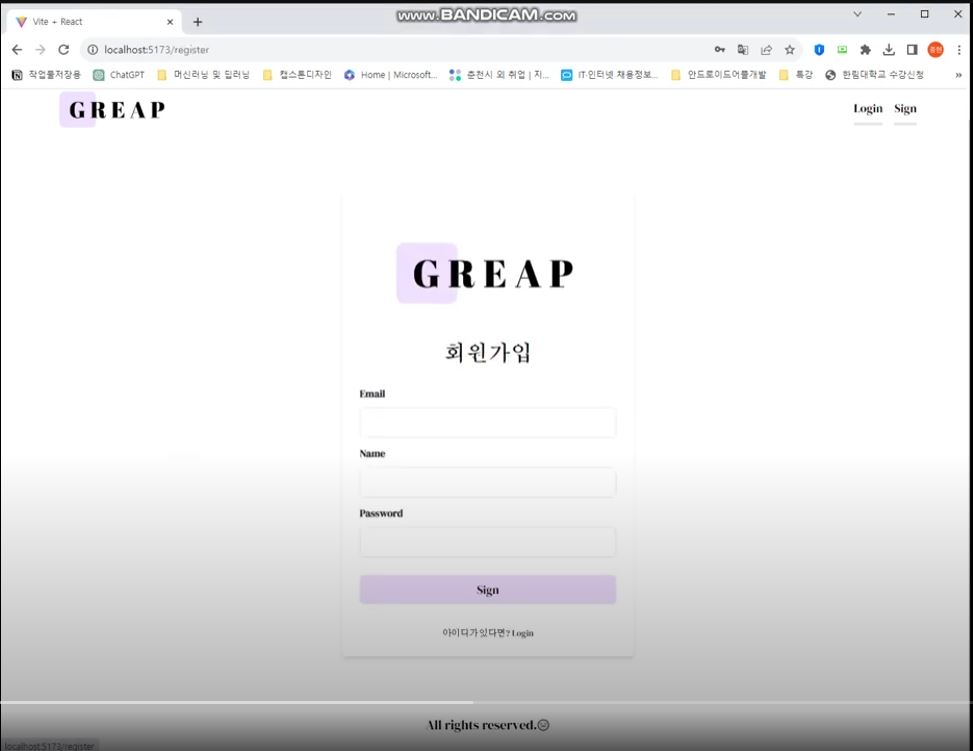 www.BANDICAM.com
Vite + React
localhost:5173/register
중현
작업물저장용 ChatGPT 머신러닝 및 딥러닝 캡스톤디자인 Home | Microsoft... 춘천시 외 취업 | 지... IT·인터넷 채용정보... 안드로이드어플개발 특강 한림대학교 수강신청 »
GREAP Login Sign
GREAP
회원가입
Email
Name
Password
Sign
아이디가 있다면? Login
All rights reserved.
localhost:5173/register